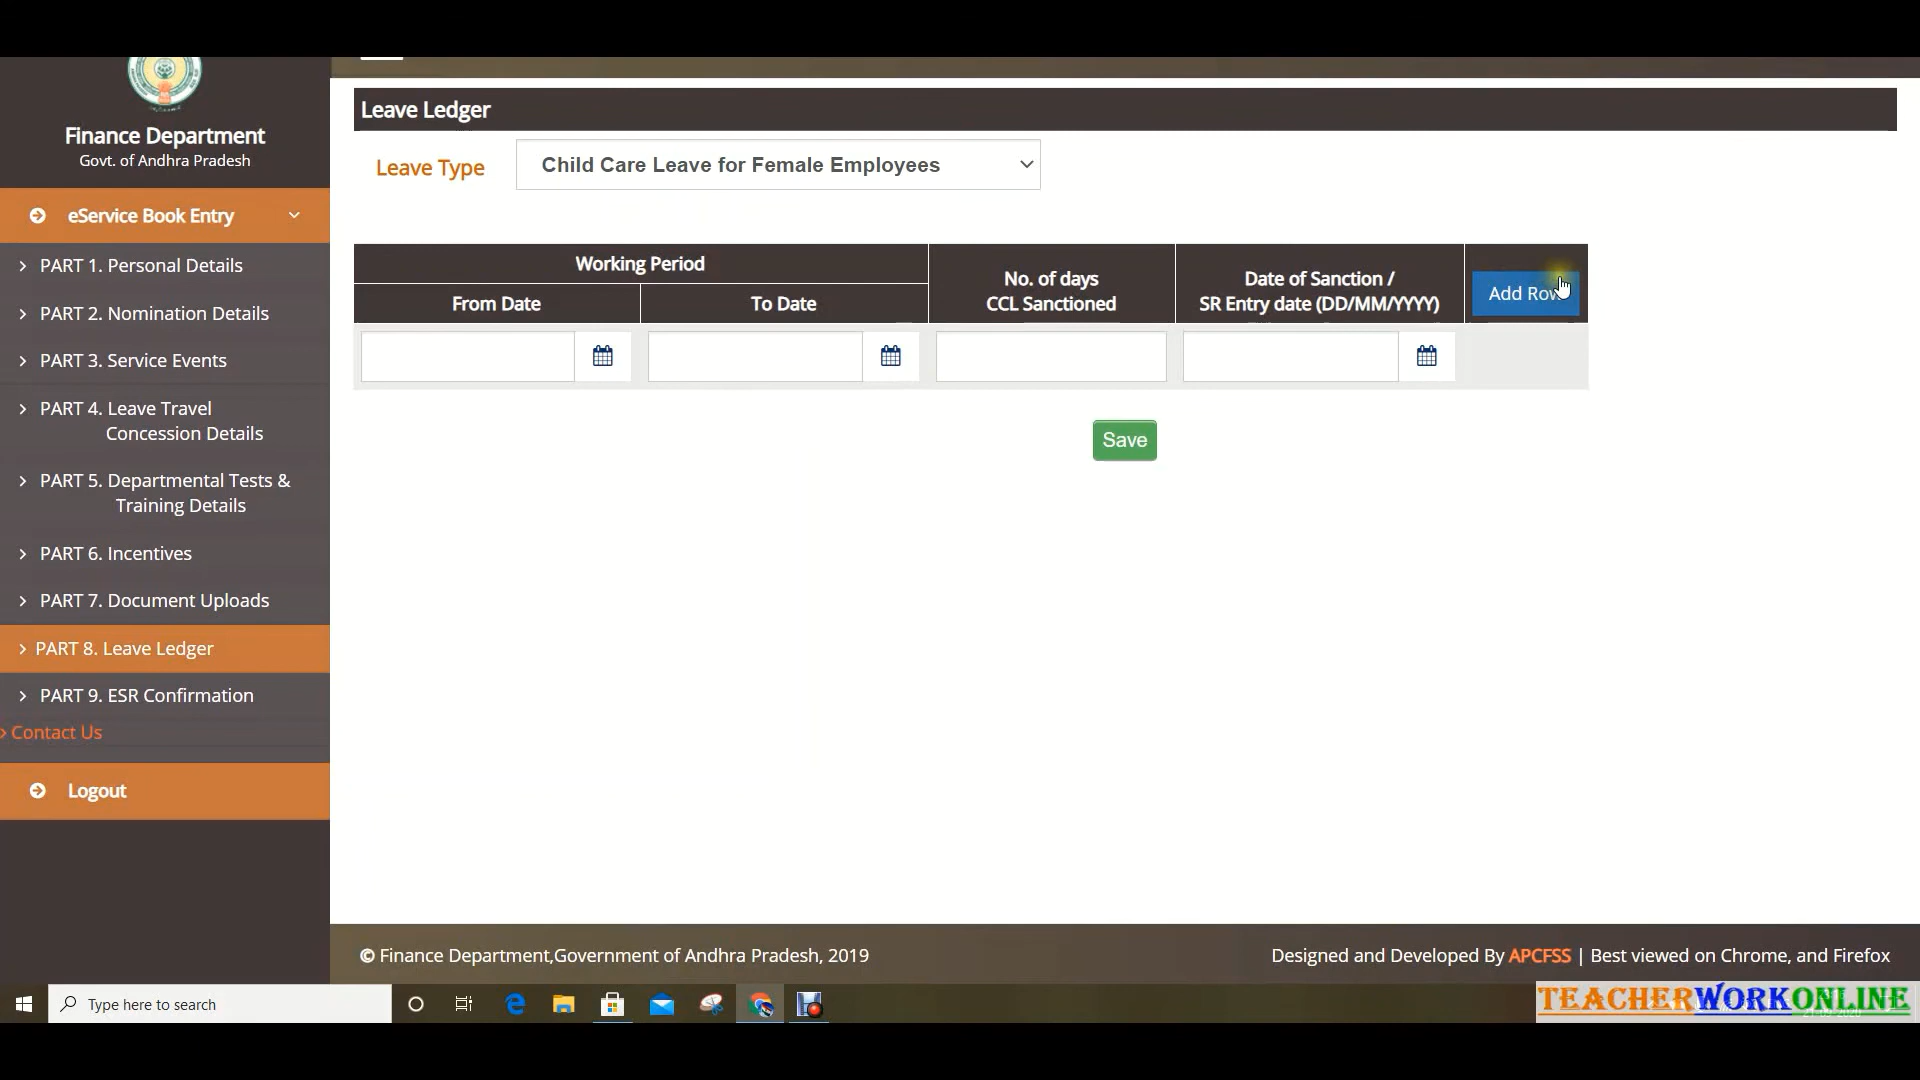 Finance Department
Govt. of Andhra Pradesh
eService Book Entry
PART 1. Personal Details
PART 2. Nomination Details
PART 3. Service Events
PART 4. Leave Travel
Concession Details
PART 5. Departmental Tests &
Training Details
PART 6. Incentives
PART 7. Document Uploads
PART 8. Leave Ledger
PART 9. ESR Confirmation
Contact Us
Logout
Leave Ledger
Leave Type
Child Care Leave for Female Employees
Working Period
From Date
To Date
No. of days
CCL Sanctioned
Date of Sanction /
SR Entry date (DD/MM/YYYY)
Add Row
Save
© Finance Department,Government of Andhra Pradesh, 2019
Designed and Developed By APCFSS | Best viewed on Chrome, and Firefox
Type here to search
TEACHERWORKONLINE